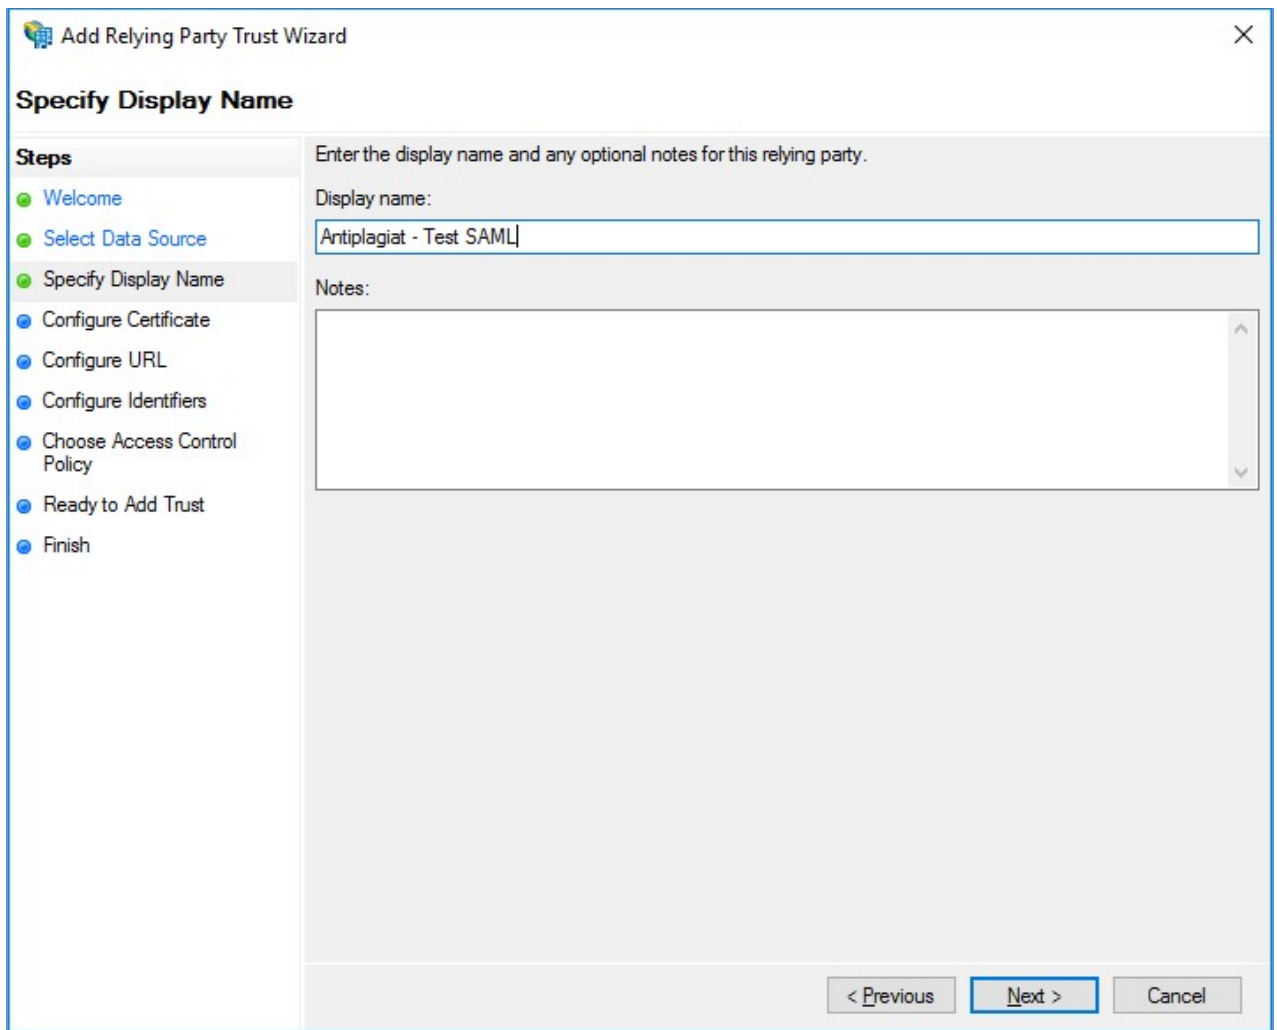 Add Relying Party Trust Wizard
Specify Display Name
Steps
Welcome
Select Data Source
Specify Display Name
Configure Certificate
Configure URL
Configure Identifiers
Choose Access Control
Policy
Ready to Add Trust
Finish
Enter the display name and any optional notes for this relying party.
Display name:
Antiplagiat - Test SAML
Notes:
< Previous
Next >
Cancel